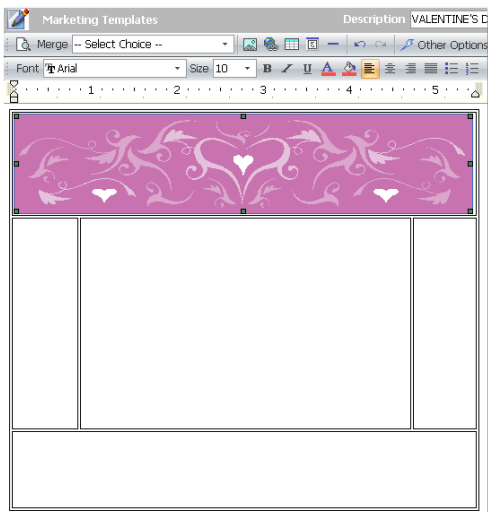 Marketing Templates Description VALENTINE'S D
Merge -- Select Choice -- Other Options
Font Arial Size 10 B I U A
1 2 3 4 5